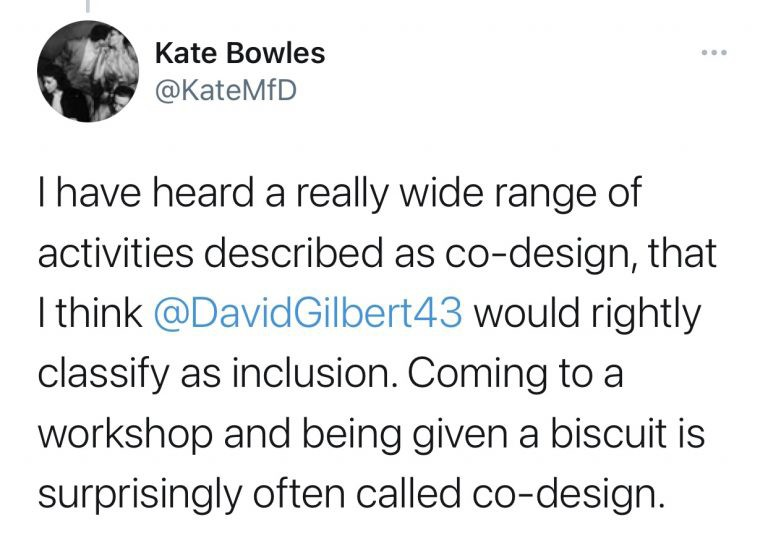 Kate Bowles
@KateMfD
I have heard a really wide range of
activities described as co-design, that
I think @DavidGilbert43 would rightly
classify as inclusion. Coming to a
workshop and being given a biscuit is
surprisingly often called co-design.